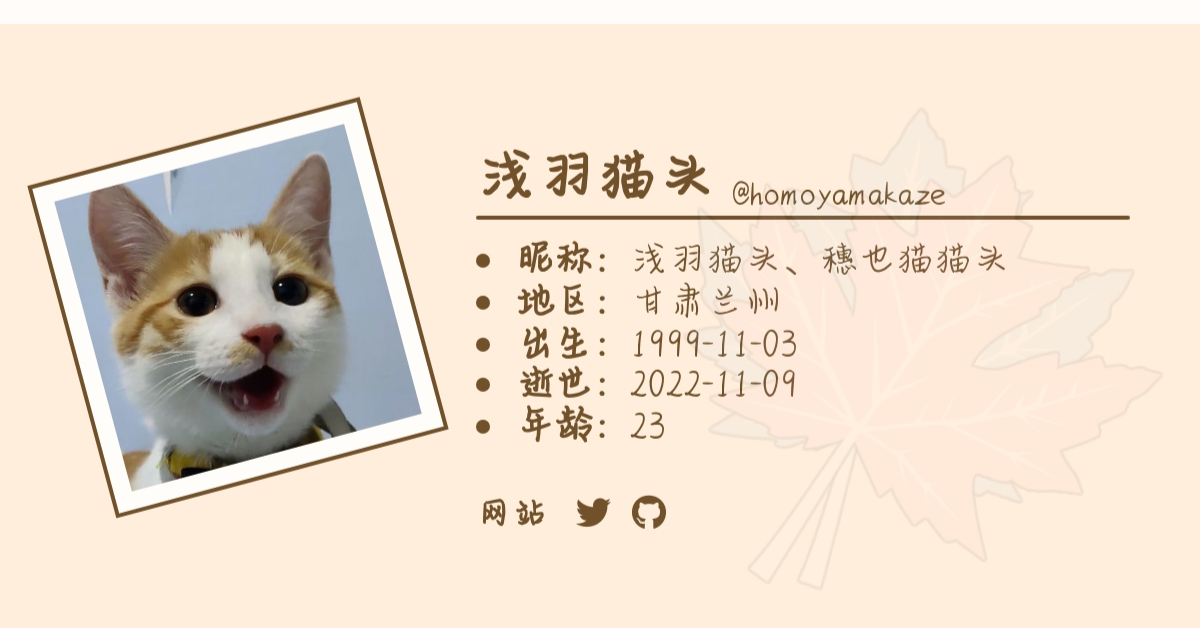 浅羽猫头 @homoyamakaze
昵称：浅羽猫头、穗也猫猫头
地区：甘肃兰州
出生：1999-11-03
逝世：2022-11-09
年龄：23
网站